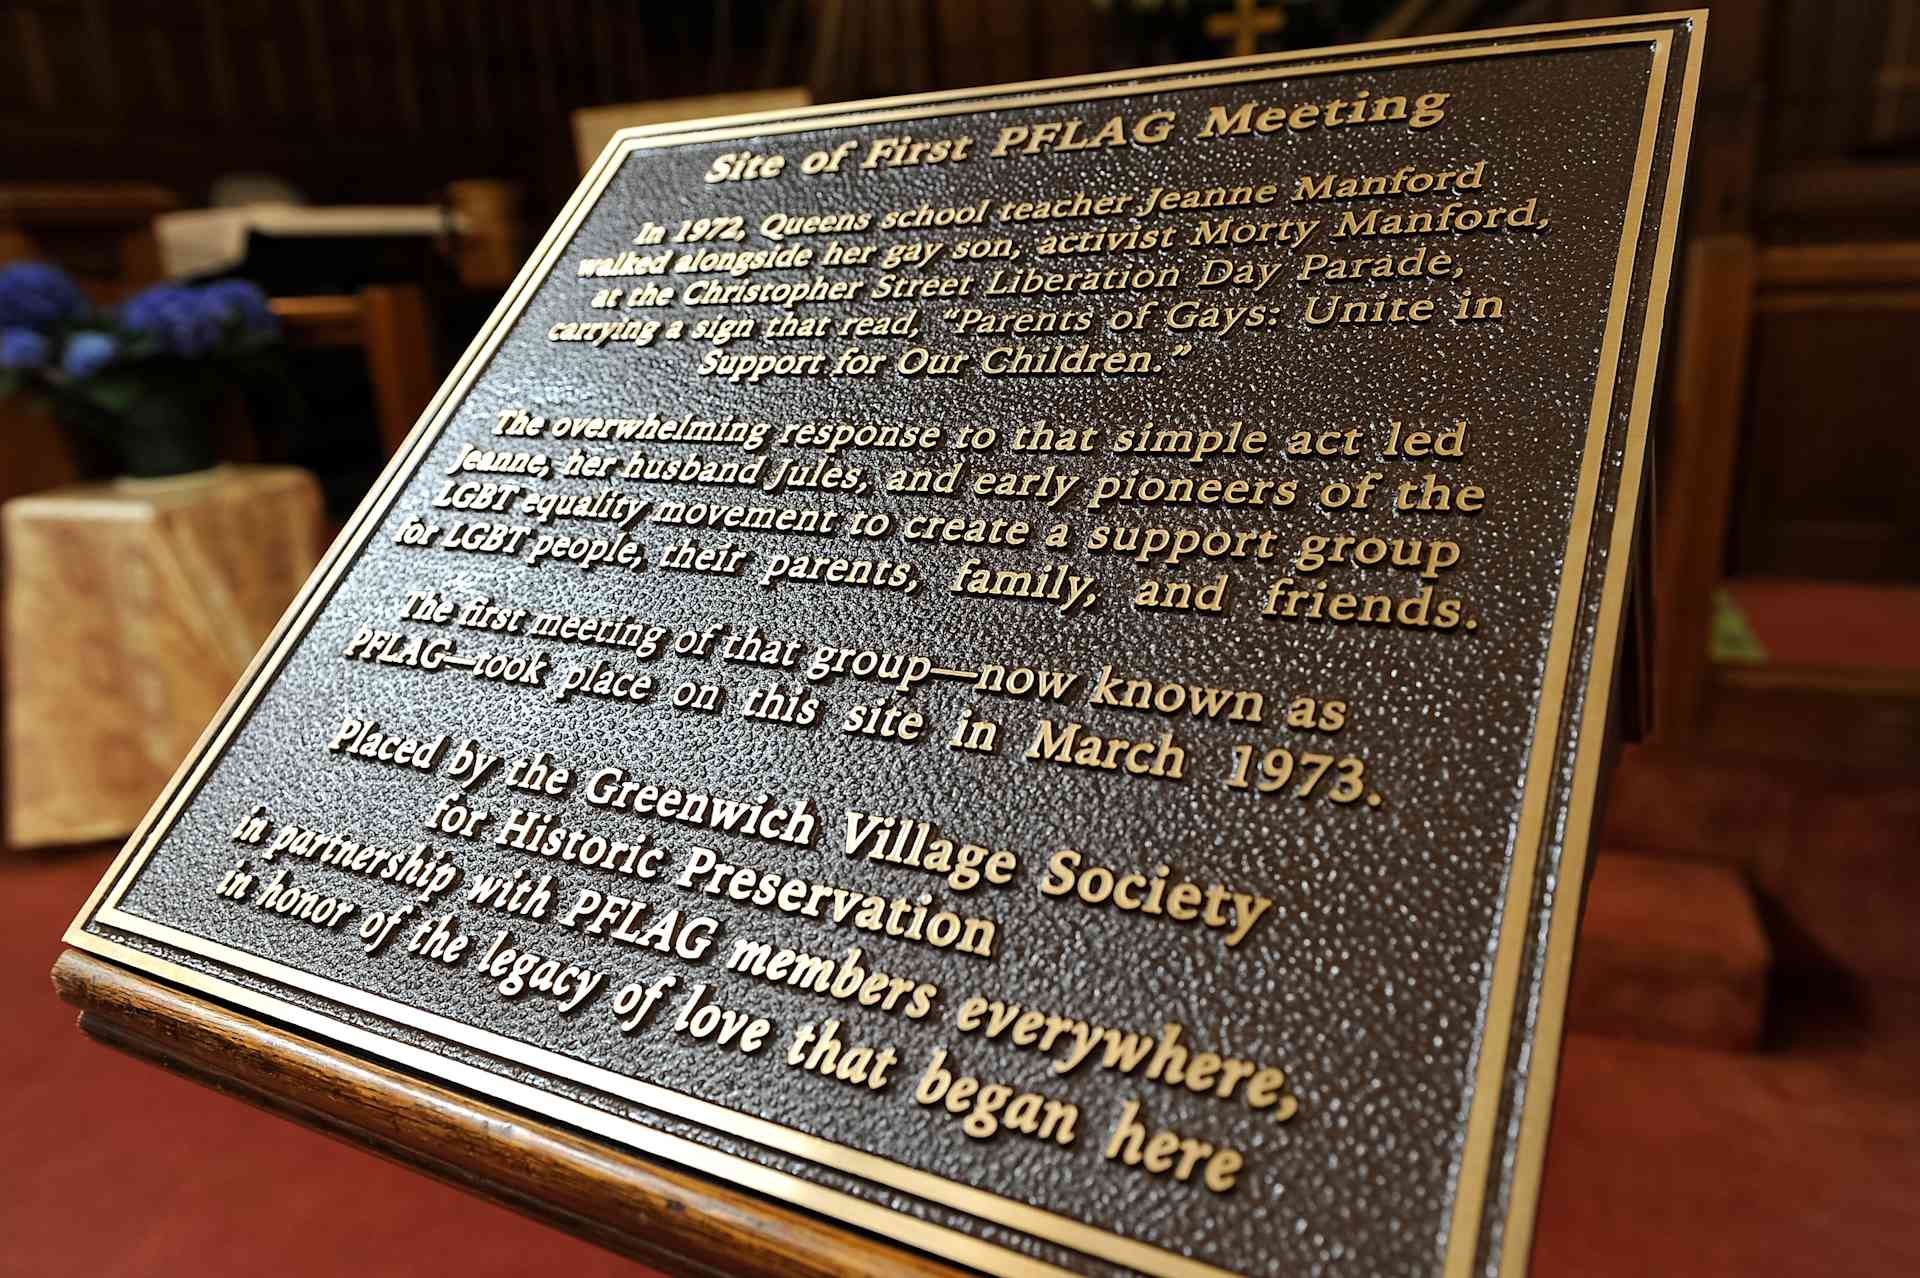 Site of First PFLAG Meeting
In 1972, Queens school teacher Jeanne Manford
walked alongside her gay son, activist Morty Manford,
at the Christopher Street Liberation Day Parade,
carrying a sign that read, “Parents of Gays: Unite in
Support for Our Children.”
The overwhelming response to that simple act led
Jeanne, her husband Jules, and early pioneers of the
LGBT equality movement to create a support group
for LGBT people, their parents, family, and friends.
The first meeting of that group—now known as
PFLAG—took place on this site in March 1973.
Placed by the Greenwich Village Society
for Historic Preservation
in partnership with PFLAG members everywhere,
in honor of the legacy of love that began here